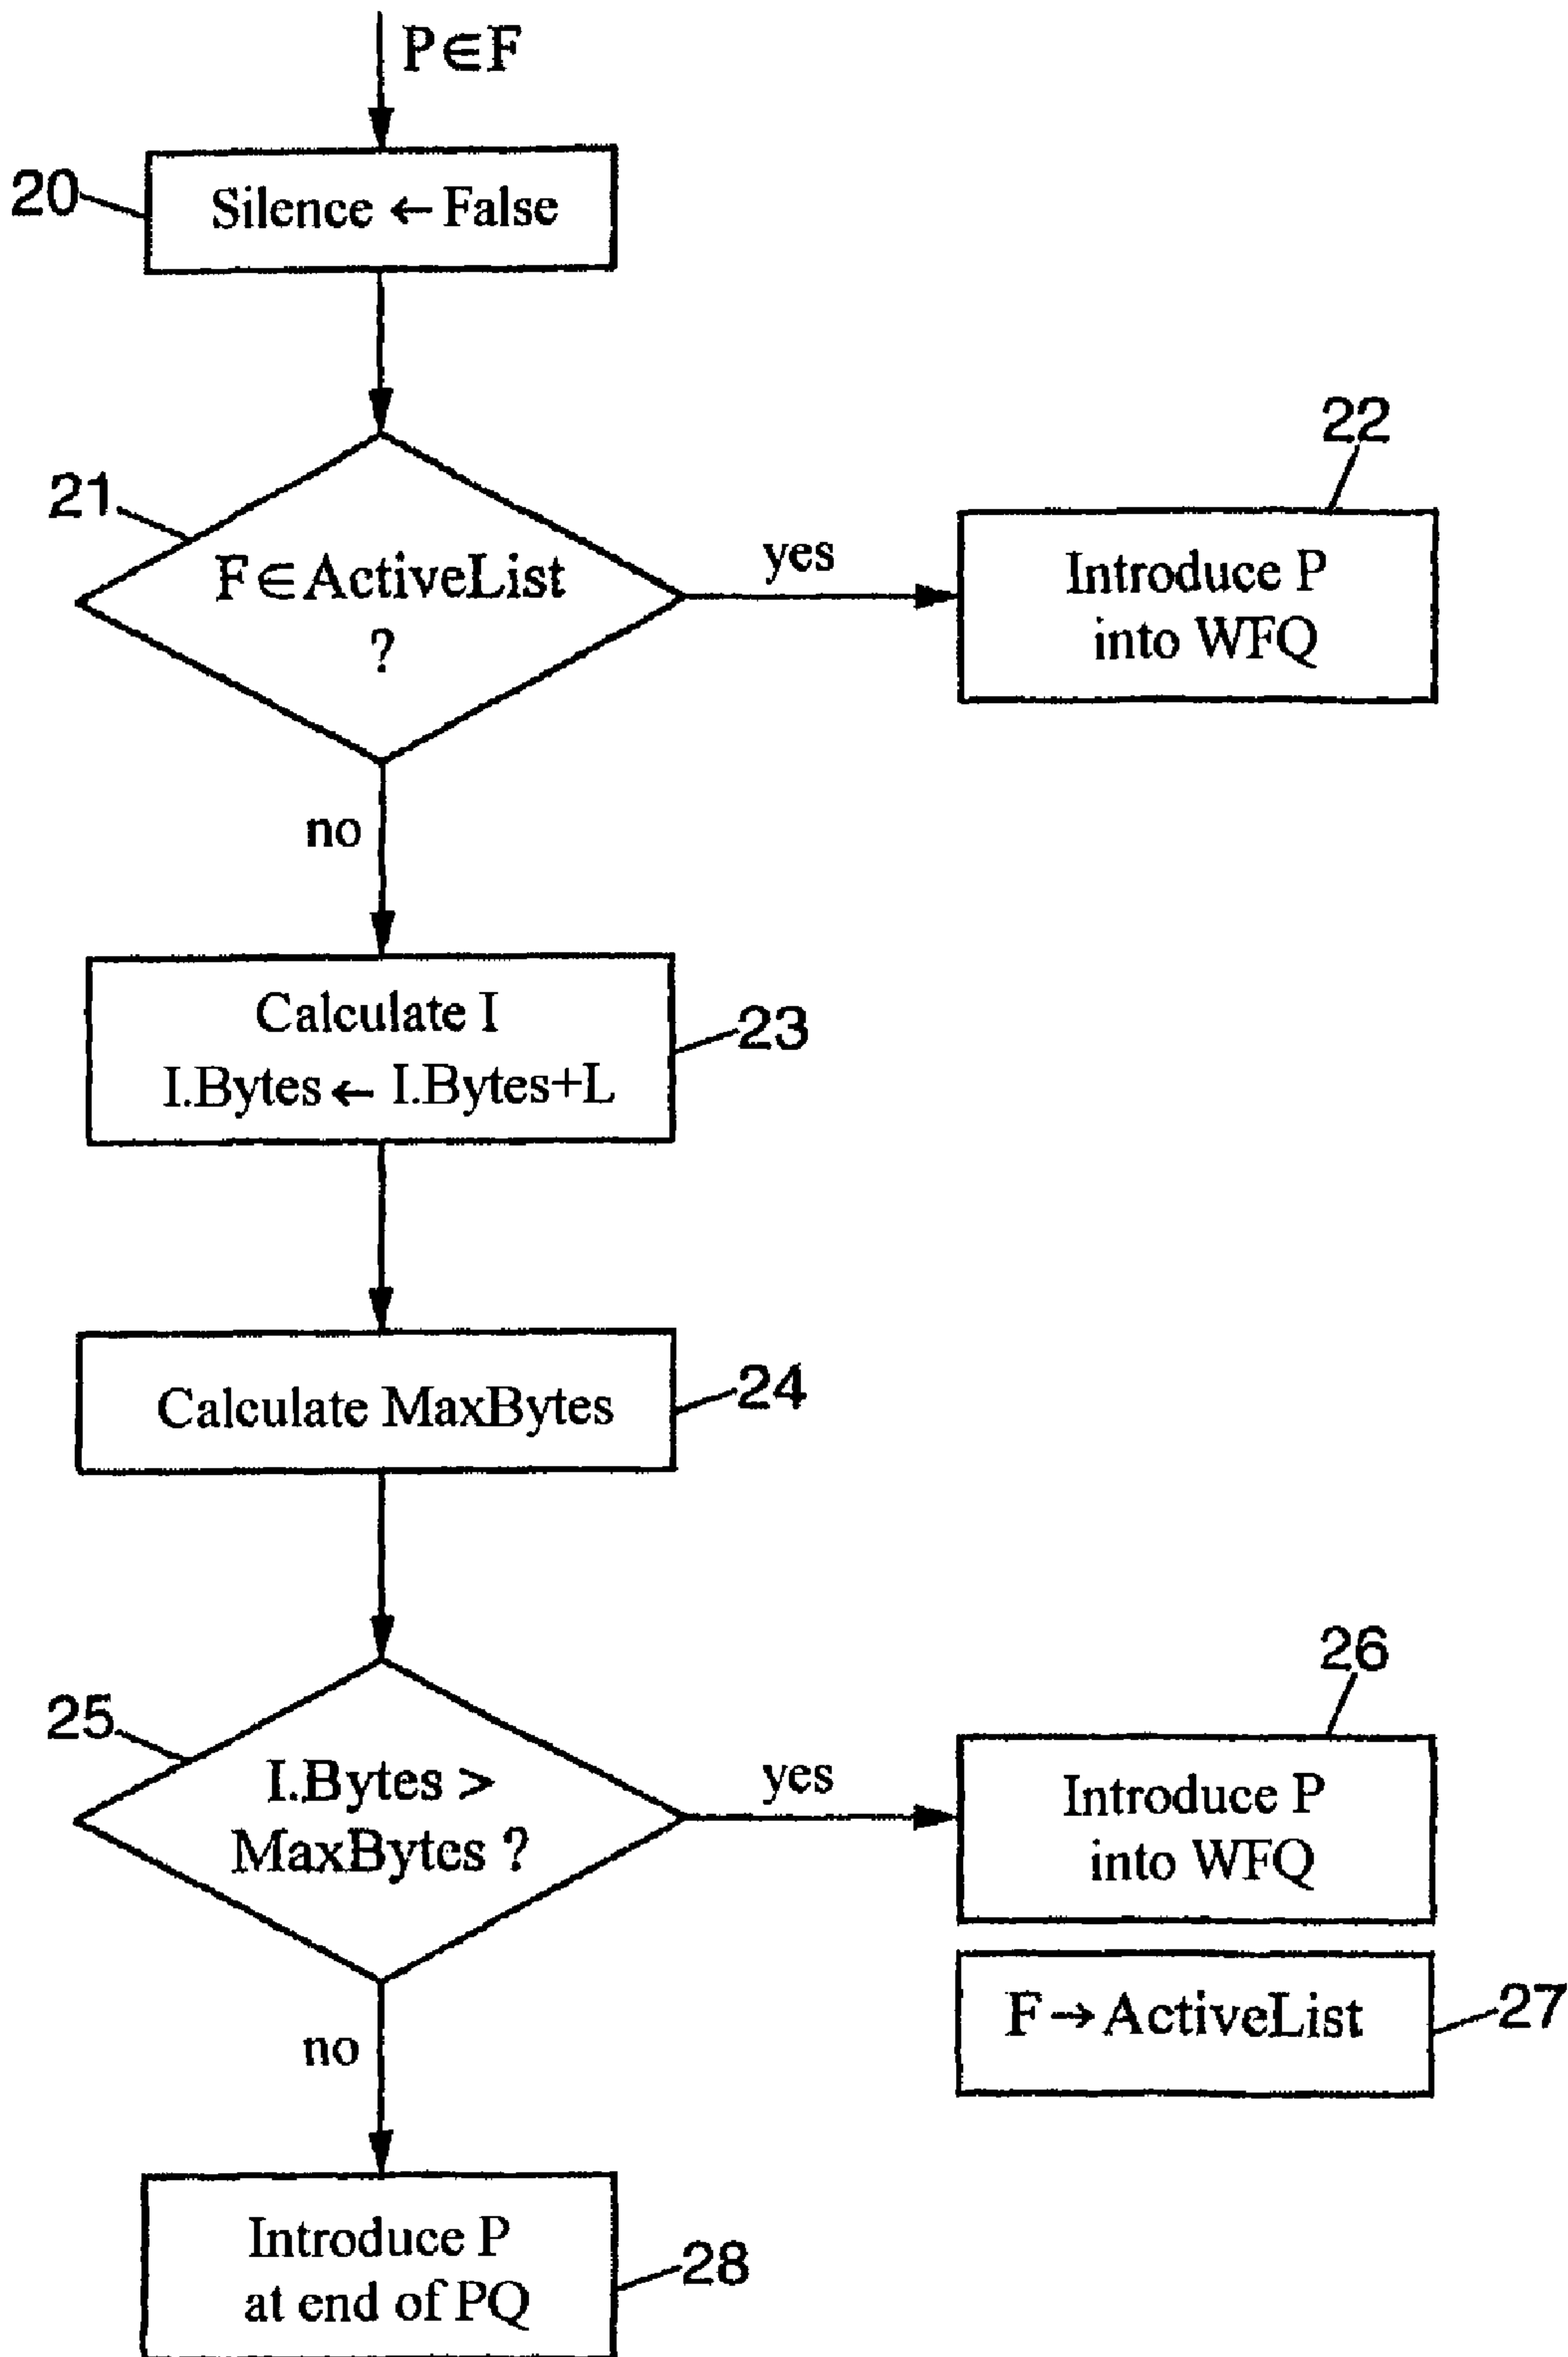 P∈F
20
Silence ← False
21
F∈ActiveList
?
yes
22
Introduce P
into WFQ
no
Calculate I
I.Bytes ← I.Bytes+L
23
Calculate MaxBytes
24
25
I.Bytes >
MaxBytes ?
yes
26
Introduce P
into WFQ
F→ActiveList
27
no
Introduce P
at end of PQ
28